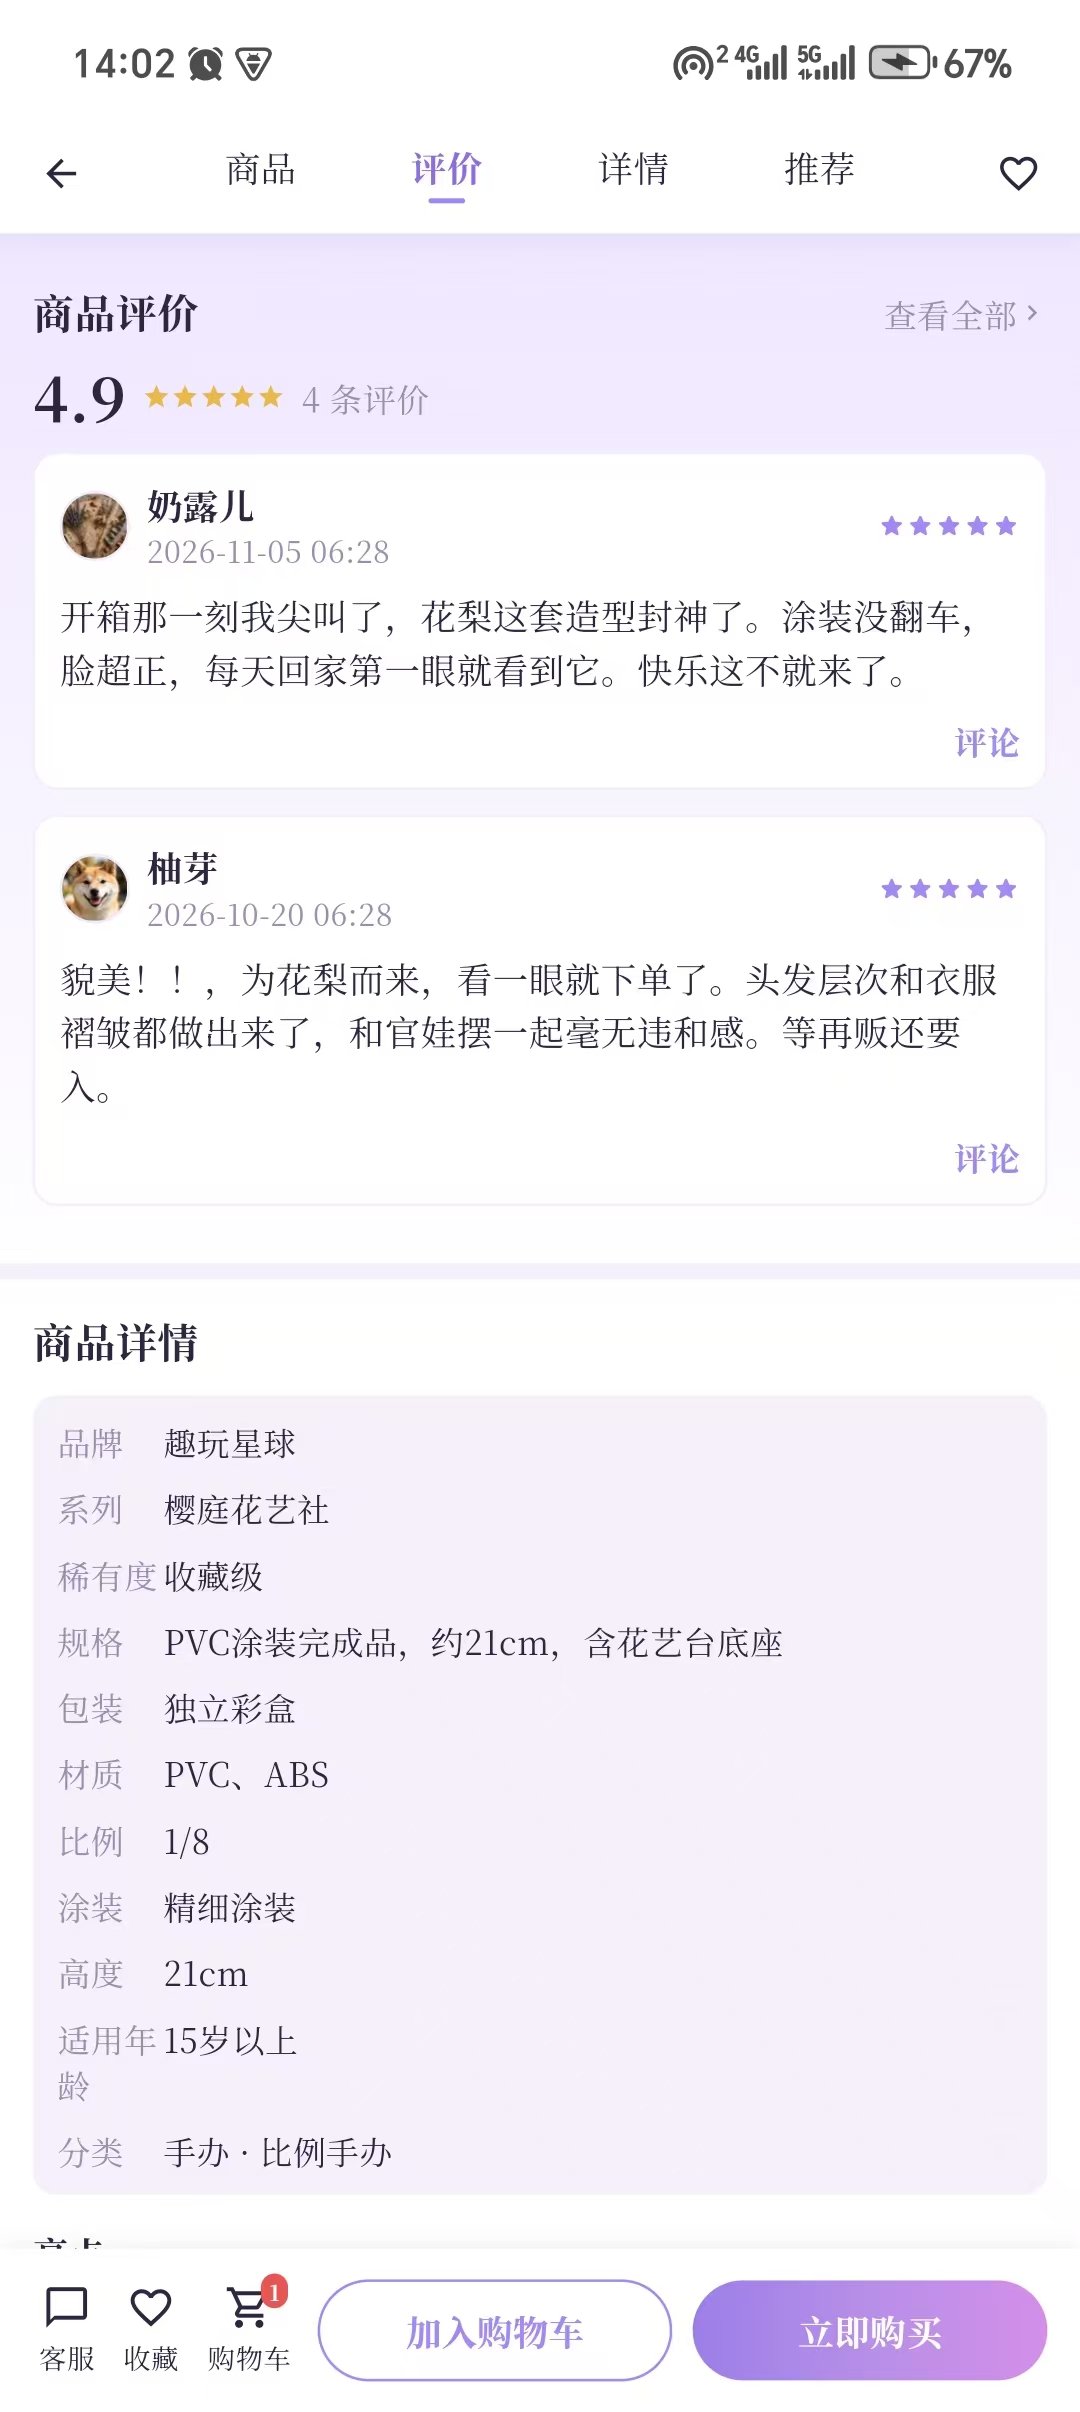 14:02 2 4G 5G 67%
商品 评价 详情 推荐
商品评价 查看全部
4.9 4 条评价
奶露儿
2026-11-05 06:28
开箱那一刻我尖叫了，花梨这套造型封神了。涂装没翻车，
脸超正，每天回家第一眼就看到它。快乐这不就来了。
评论
柚芽
2026-10-20 06:28
貌美！！，为花梨而来，看一眼就下单了。头发层次和衣服
褶皱都做出来了，和官娃摆一起毫无违和感。等再贩还要
入。
评论
商品详情
品牌 趣玩星球
系列 樱庭花艺社
稀有度 收藏级
规格 PVC涂装完成品，约21cm，含花艺台底座
包装 独立彩盒
材质 PVC、ABS
比例 1/8
涂装 精细涂装
高度 21cm
适用年 15岁以上
龄
分类 手办 · 比例手办
1
客服 收藏 购物车 加入购物车 立即购买